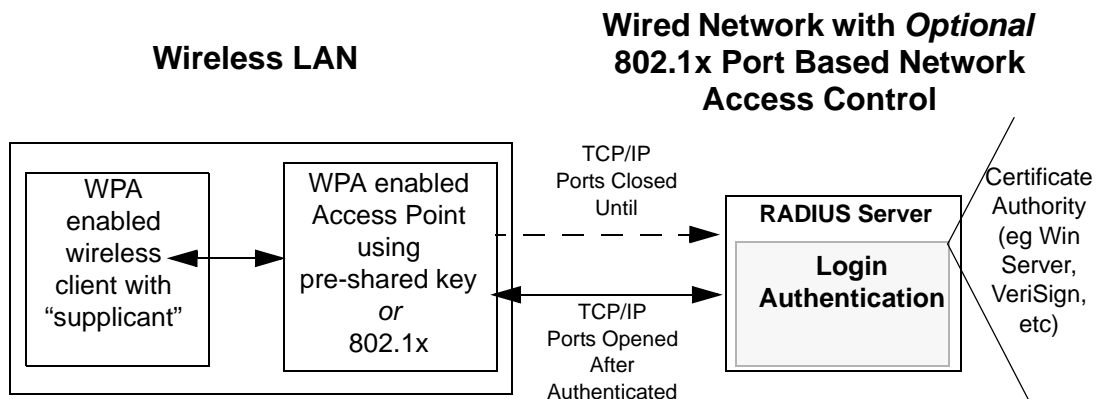 Wireless LAN
Wired Network with Optional
802.1x Port Based Network
Access Control
WPA
enabled
wireless
client with
“supplicant”
WPA enabled
Access Point
using
pre-shared key
or
802.1x
TCP/IP
Ports Closed
Until
TCP/IP
Ports Opened
After
Authenticated
RADIUS Server
Login
Authentication
Certificate
Authority
(eg Win
Server,
VeriSign,
etc)